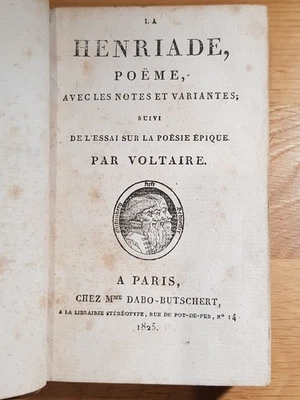 LA
HENRIADE,
POËME,
AVEC LES NOTES ET VARIANTES;
SUIVI
DE L'ESSAI SUR LA POÉSIE ÉPIQUE.
PAR VOLTAIRE.
A PARIS,
CHEZ Mme DABO-BUTSCHERT,
A LA LIBRAIRIE STÉRÉOTYPE, RUE DU POT-DE-FER, No 14
1825.